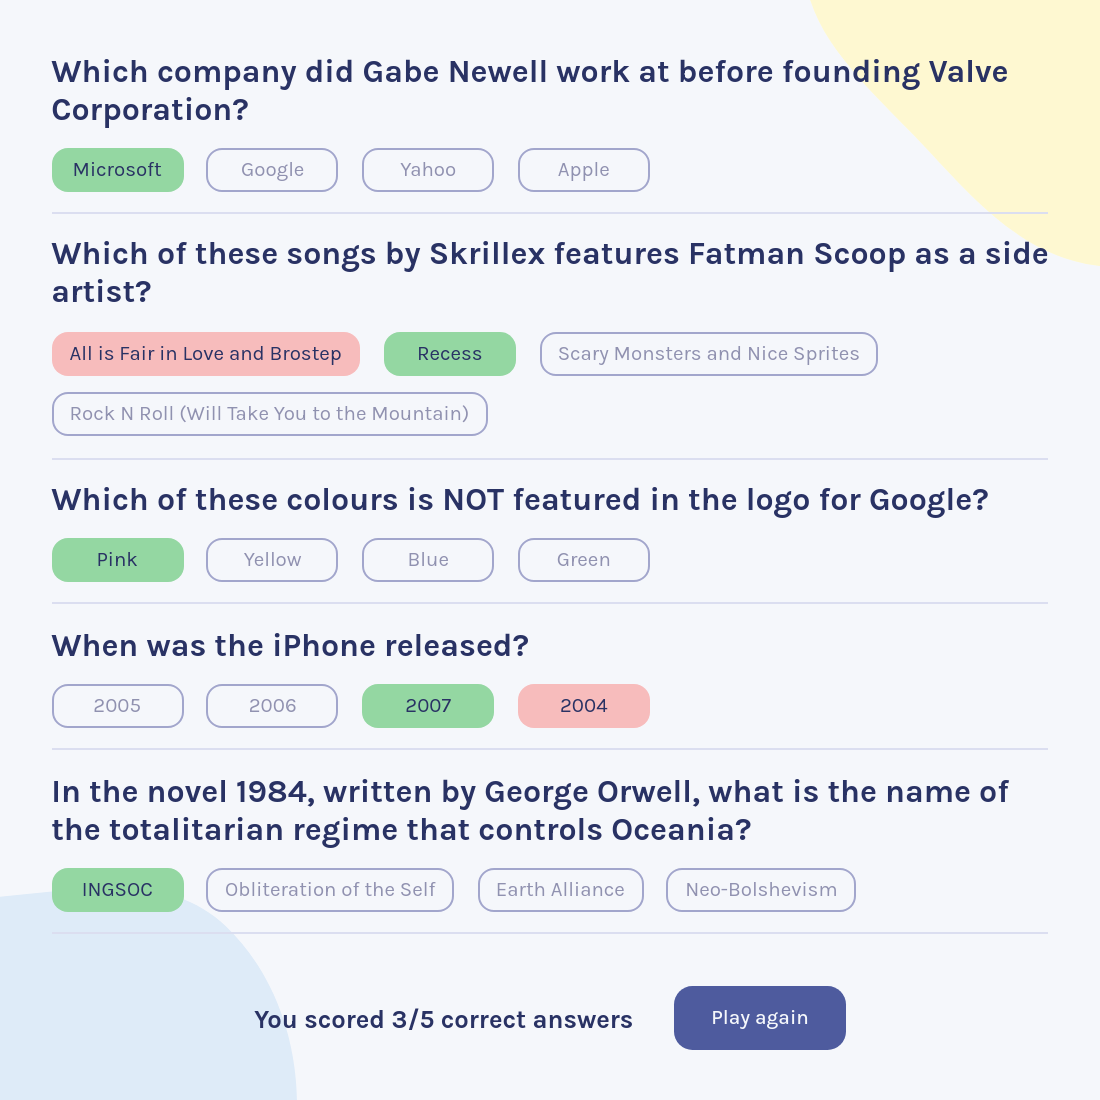 Which company did Gabe Newell work at before founding Valve
Corporation?
Microsoft Google Yahoo Apple
Which of these songs by Skrillex features Fatman Scoop as a side
artist?
All is Fair in Love and Brostep Recess Scary Monsters and Nice Sprites
Rock N Roll (Will Take You to the Mountain)
Which of these colours is NOT featured in the logo for Google?
Pink Yellow Blue Green
When was the iPhone released?
2005 2006 2007 2004
In the novel 1984, written by George Orwell, what is the name of
the totalitarian regime that controls Oceania?
INGSOC Obliteration of the Self Earth Alliance Neo-Bolshevism
You scored 3/5 correct answers Play again